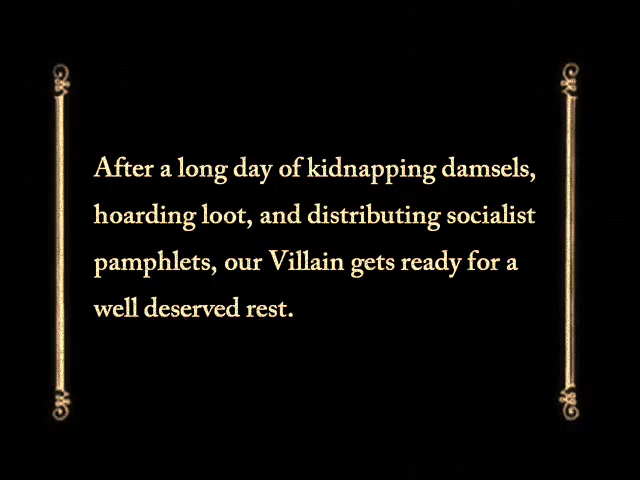 After a long day of kidnapping damsels,
hoarding loot, and distributing socialist
pamphlets, our Villain gets ready for a
well deserved rest.